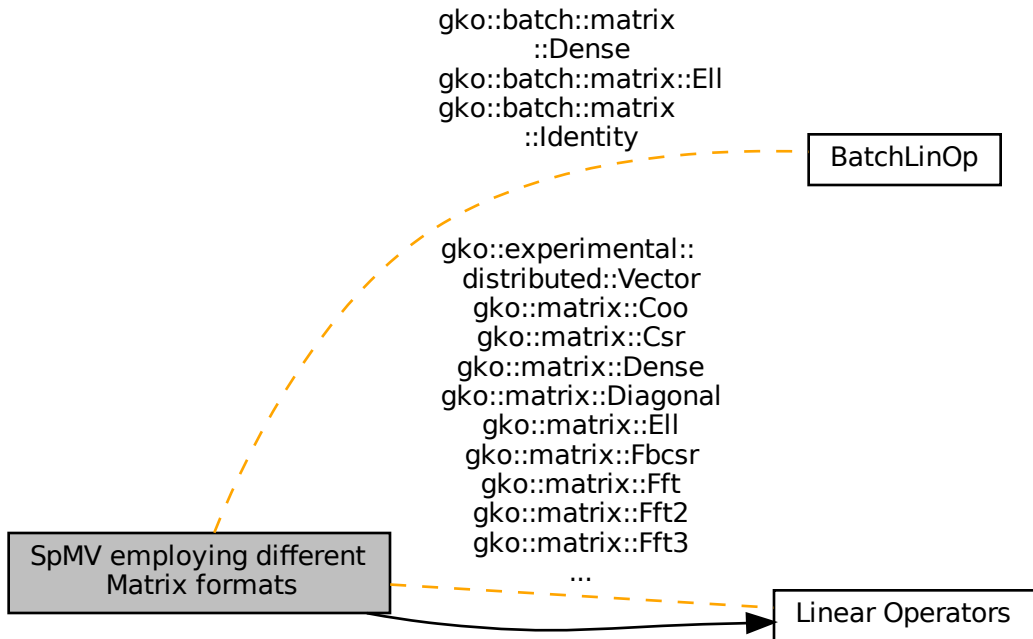 gko::batch::matrix
::Dense
gko::batch::matrix::Ell
gko::batch::matrix
::Identity
BatchLinOp
gko::experimental::
distributed::Vector
gko::matrix::Coo
gko::matrix::Csr
gko::matrix::Dense
gko::matrix::Diagonal
gko::matrix::Ell
gko::matrix::Fbcsr
gko::matrix::Fft
gko::matrix::Fft2
gko::matrix::Fft3
...
SpMV employing different
Matrix formats
Linear Operators